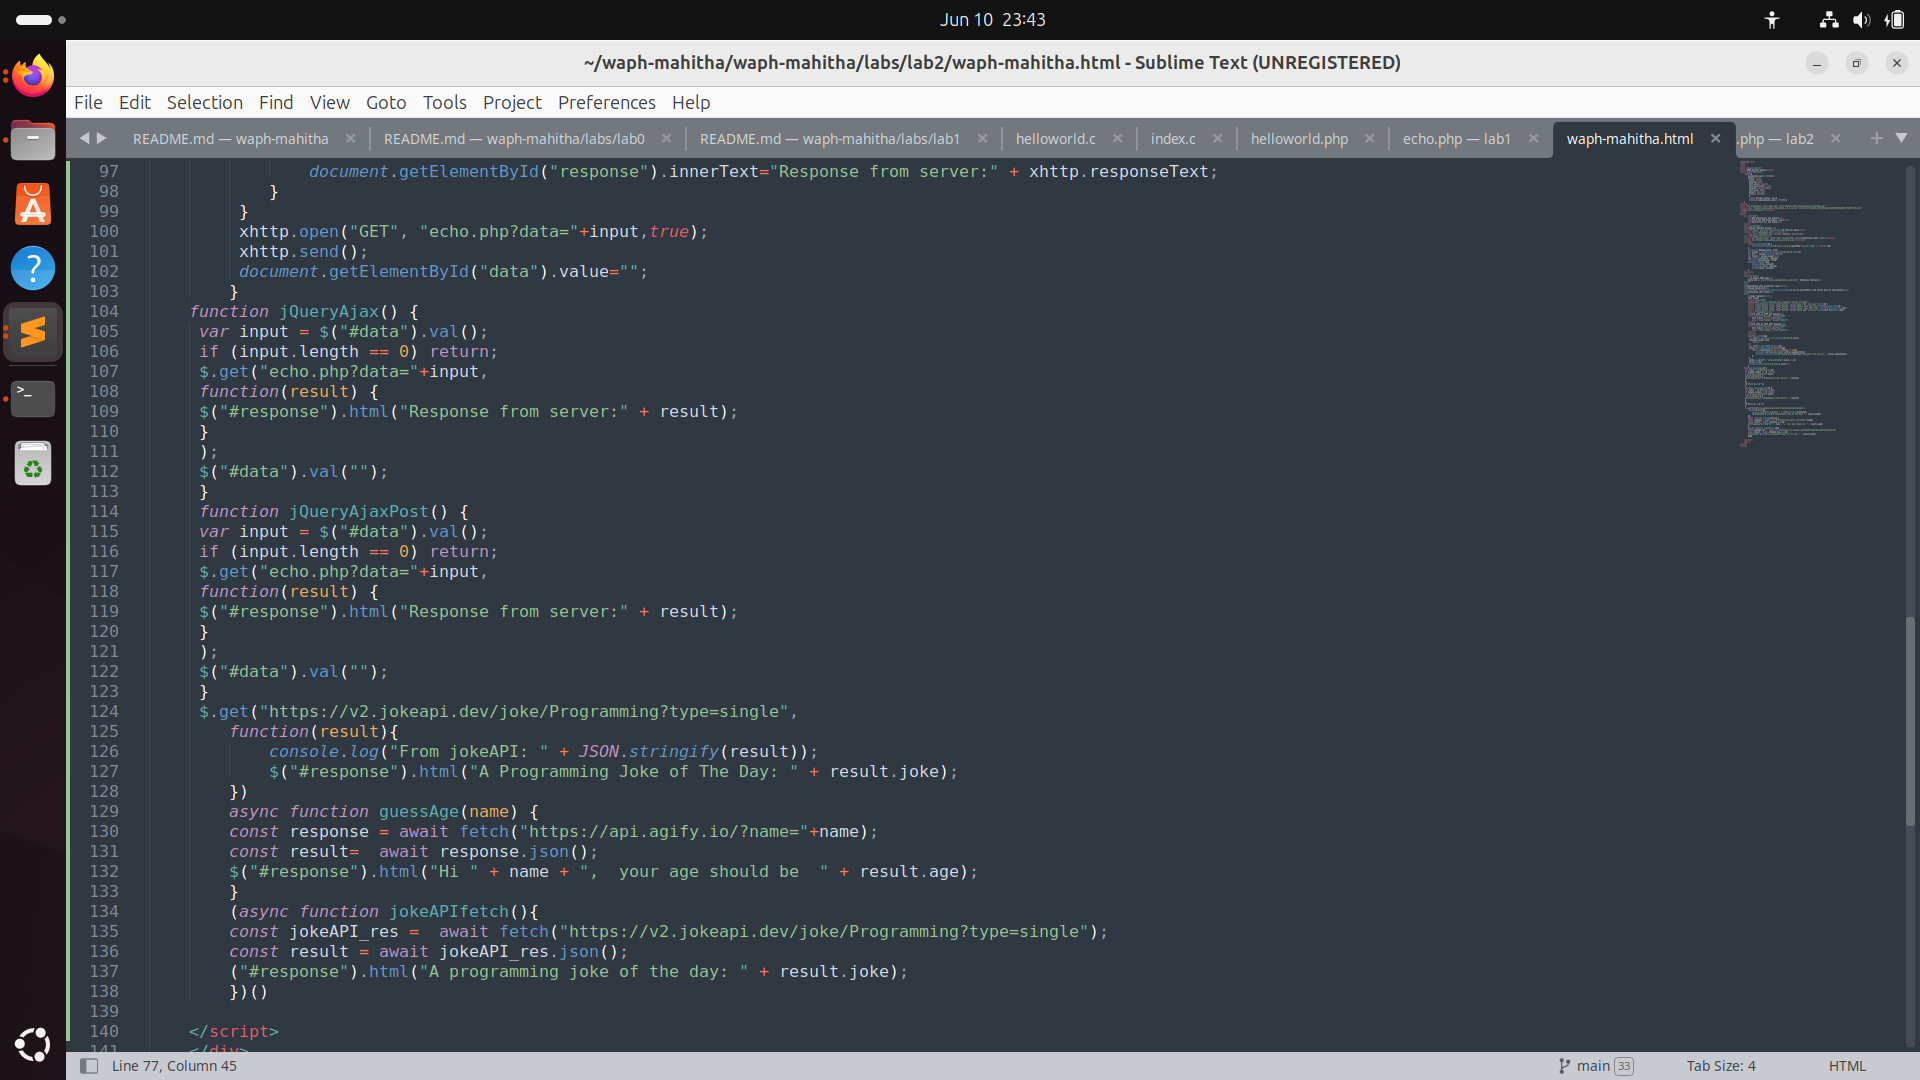 Jun 10 23:43
~/waph-mahitha/waph-mahitha/labs/lab2/waph-mahitha.html - Sublime Text (UNREGISTERED)
File Edit Selection Find View Goto Tools Project Preferences Help
README.md — waph-mahitha README.md — waph-mahitha/labs/lab0 README.md — waph-mahitha/labs/lab1 helloworld.c index.c helloworld.php echo.php — lab1 waph-mahitha.html .php — lab2
97 document.getElementById("response").innerText="Response from server:" + xhttp.responseText;
98 }
99 }
100 xhttp.open("GET", "echo.php?data="+input,true);
101 xhttp.send();
102 document.getElementById("data").value="";
103 }
104 function jQueryAjax() {
105 var input = $("#data").val();
106 if (input.length == 0) return;
107 $.get("echo.php?data="+input,
108 function(result) {
109 $("#response").html("Response from server:" + result);
110 }
111 );
112 $("#data").val("");
113 }
114 function jQueryAjaxPost() {
115 var input = $("#data").val();
116 if (input.length == 0) return;
117 $.get("echo.php?data="+input,
118 function(result) {
119 $("#response").html("Response from server:" + result);
120 }
121 );
122 $("#data").val("");
123 }
124 $.get("https://v2.jokeapi.dev/joke/Programming?type=single",
125 function(result){
126 console.log("From jokeAPI: " + JSON.stringify(result));
127 $("#response").html("A Programming Joke of The Day: " + result.joke);
128 })
129 async function guessAge(name) {
130 const response = await fetch("https://api.agify.io/?name="+name);
131 const result=  await response.json();
132 $("#response").html("Hi " + name + ",  your age should be  " + result.age);
133 }
134 (async function jokeAPIfetch(){
135 const jokeAPI_res =  await fetch("https://v2.jokeapi.dev/joke/Programming?type=single");
136 const result = await jokeAPI_res.json();
137 ("#response").html("A programming joke of the day: " + result.joke);
138 })()
139
140 </script>
141 </div>
Line 77, Column 45 main 33 Tab Size: 4 HTML